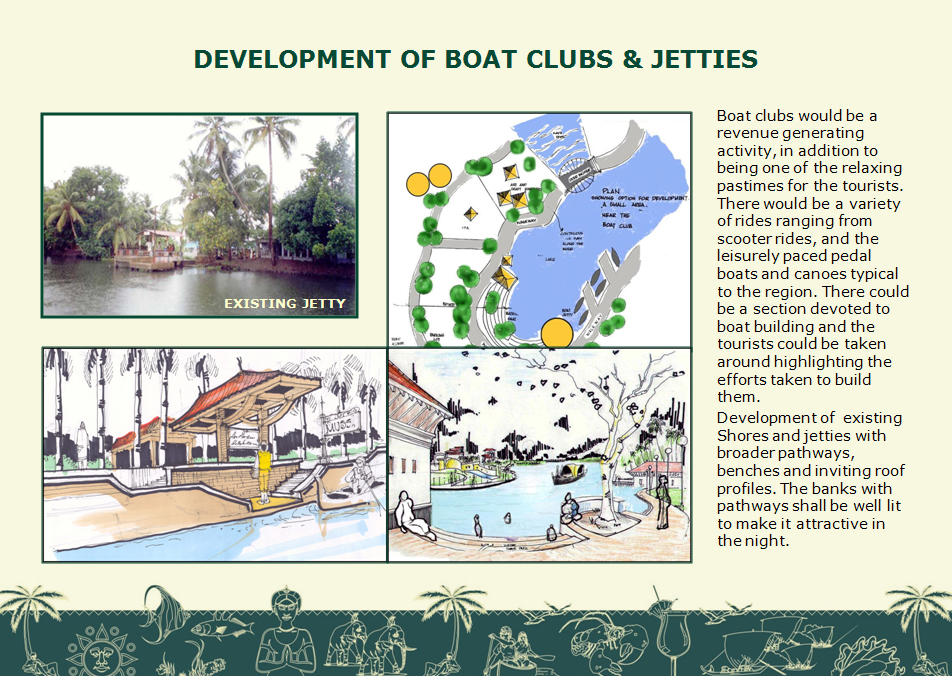 DEVELOPMENT OF BOAT CLUBS & JETTIES
EXISTING JETTY
PLAN
SHOWING OPTION FOR DEVELOPMENT
A SMALL AREA.
NEAR THE
BOAT CLUB
LAKE
Boat clubs would be a
revenue generating
activity, in addition to
being one of the relaxing
pastimes for the tourists.
There would be a variety
of rides ranging from
scooter rides, and the
leisurely paced pedal
boats and canoes typical
to the region. There could
be a section devoted to
boat building and the
tourists could be taken
around highlighting the
efforts taken to build
them.
Development of existing
Shores and jetties with
broader pathways,
benches and inviting roof
profiles. The banks with
pathways shall be well lit
to make it attractive in
the night.